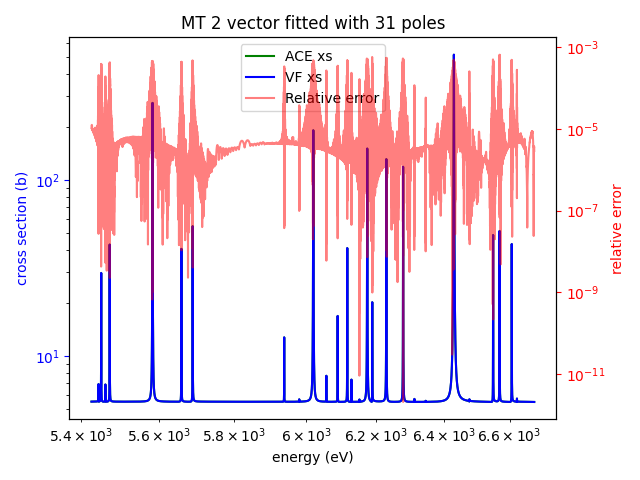 MT 2 vector fitted with 31 poles
ACE xs
VF xs
Relative error
cross section (b)
10²
10¹
relative error
10⁻³
10⁻⁵
10⁻⁷
10⁻⁹
10⁻¹¹
5.4 × 10³ 5.6 × 10³ 5.8 × 10³ 6 × 10³ 6.2 × 10³ 6.4 × 10³ 6.6 × 10³
energy (eV)